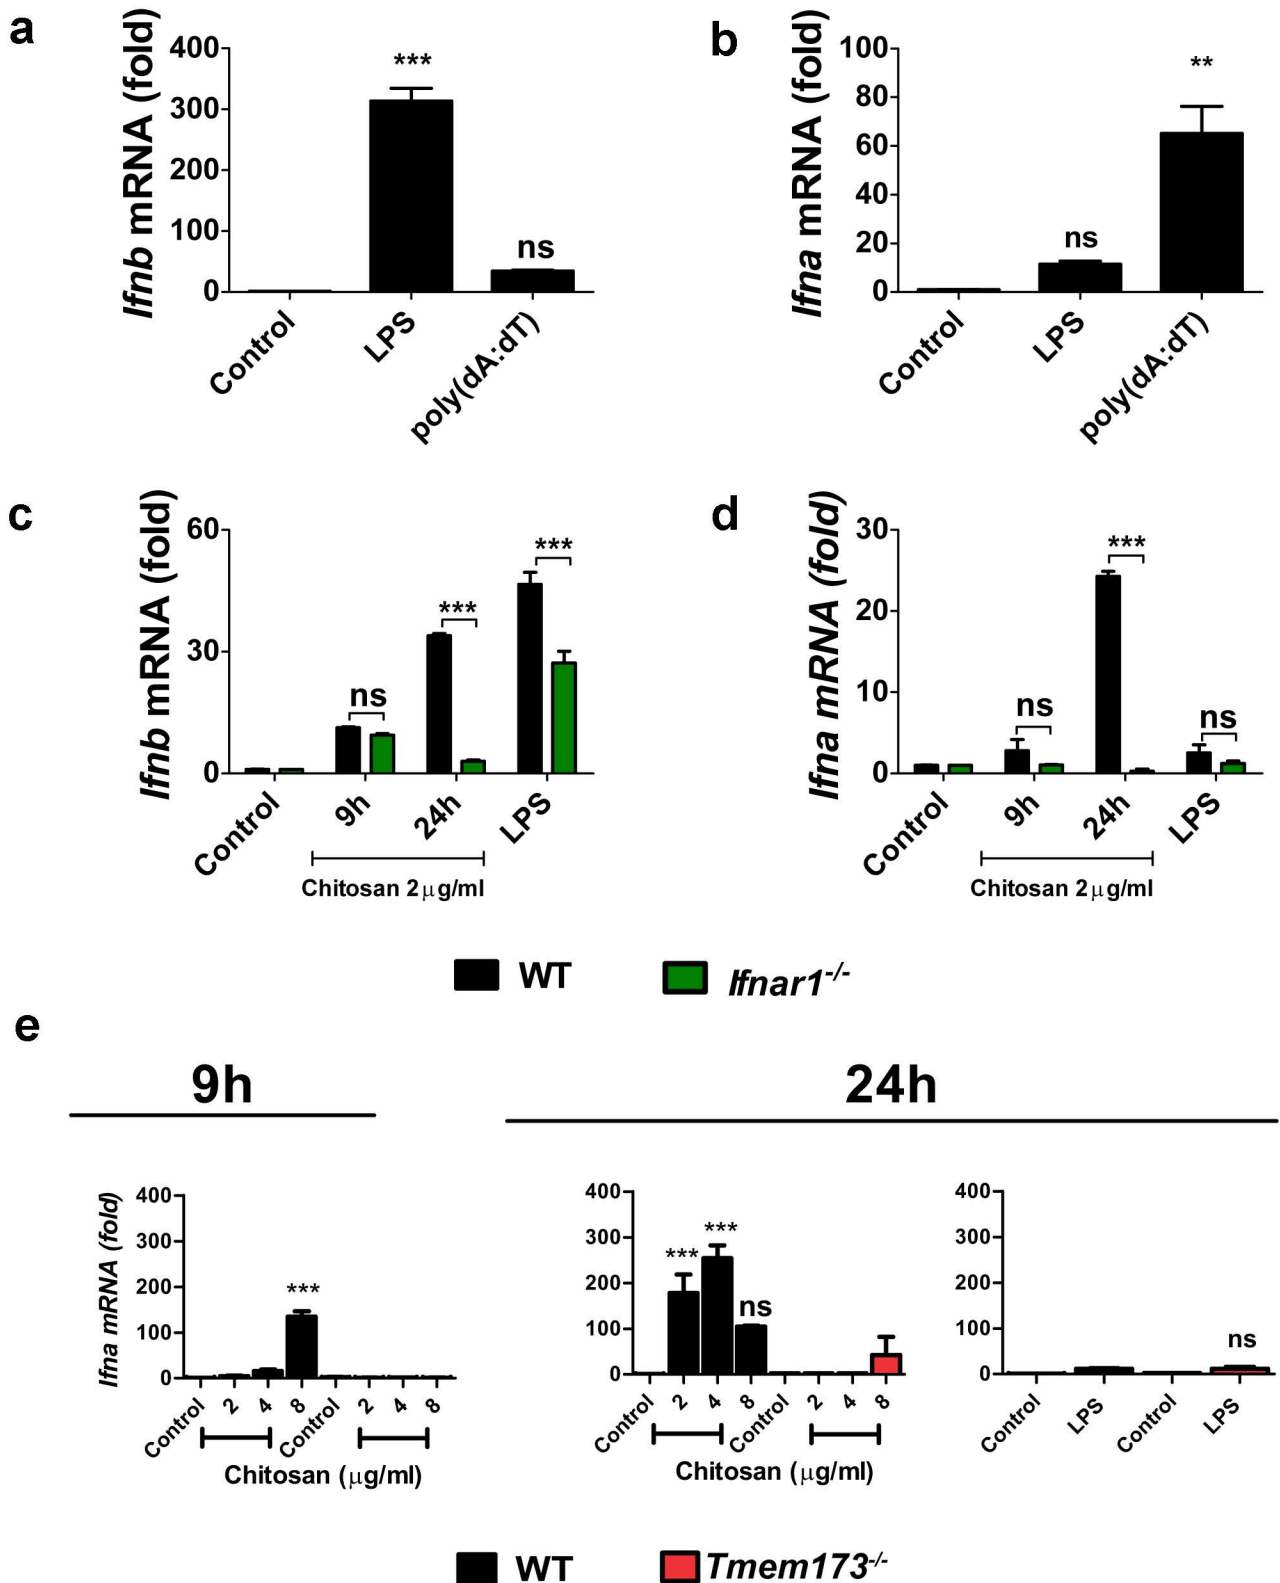 a
Ifnb mRNA (fold)
400
300
200
100
0
***
ns
Control
LPS
poly(dA:dT)
b
Ifna mRNA (fold)
100
80
60
40
20
0
ns
**
Control
LPS
poly(dA:dT)
c
Ifnb mRNA (fold)
60
30
0
ns
***
***
Control
9h
24h
LPS
Chitosan 2μg/ml
d
Ifna mRNA (fold)
30
20
10
0
ns
***
ns
Control
9h
24h
LPS
Chitosan 2μg/ml
WT
Ifnar1-/-
e
9h
24h
Ifna mRNA (fold)
400
300
200
100
0
***
Control
2
4
8
Control
2
4
8
Chitosan (μg/ml)
400
300
200
100
0
***
***
ns
Control
2
4
8
Control
2
4
8
Chitosan (μg/ml)
400
300
200
100
0
ns
Control
LPS
Control
LPS
WT
Tmem173-/-